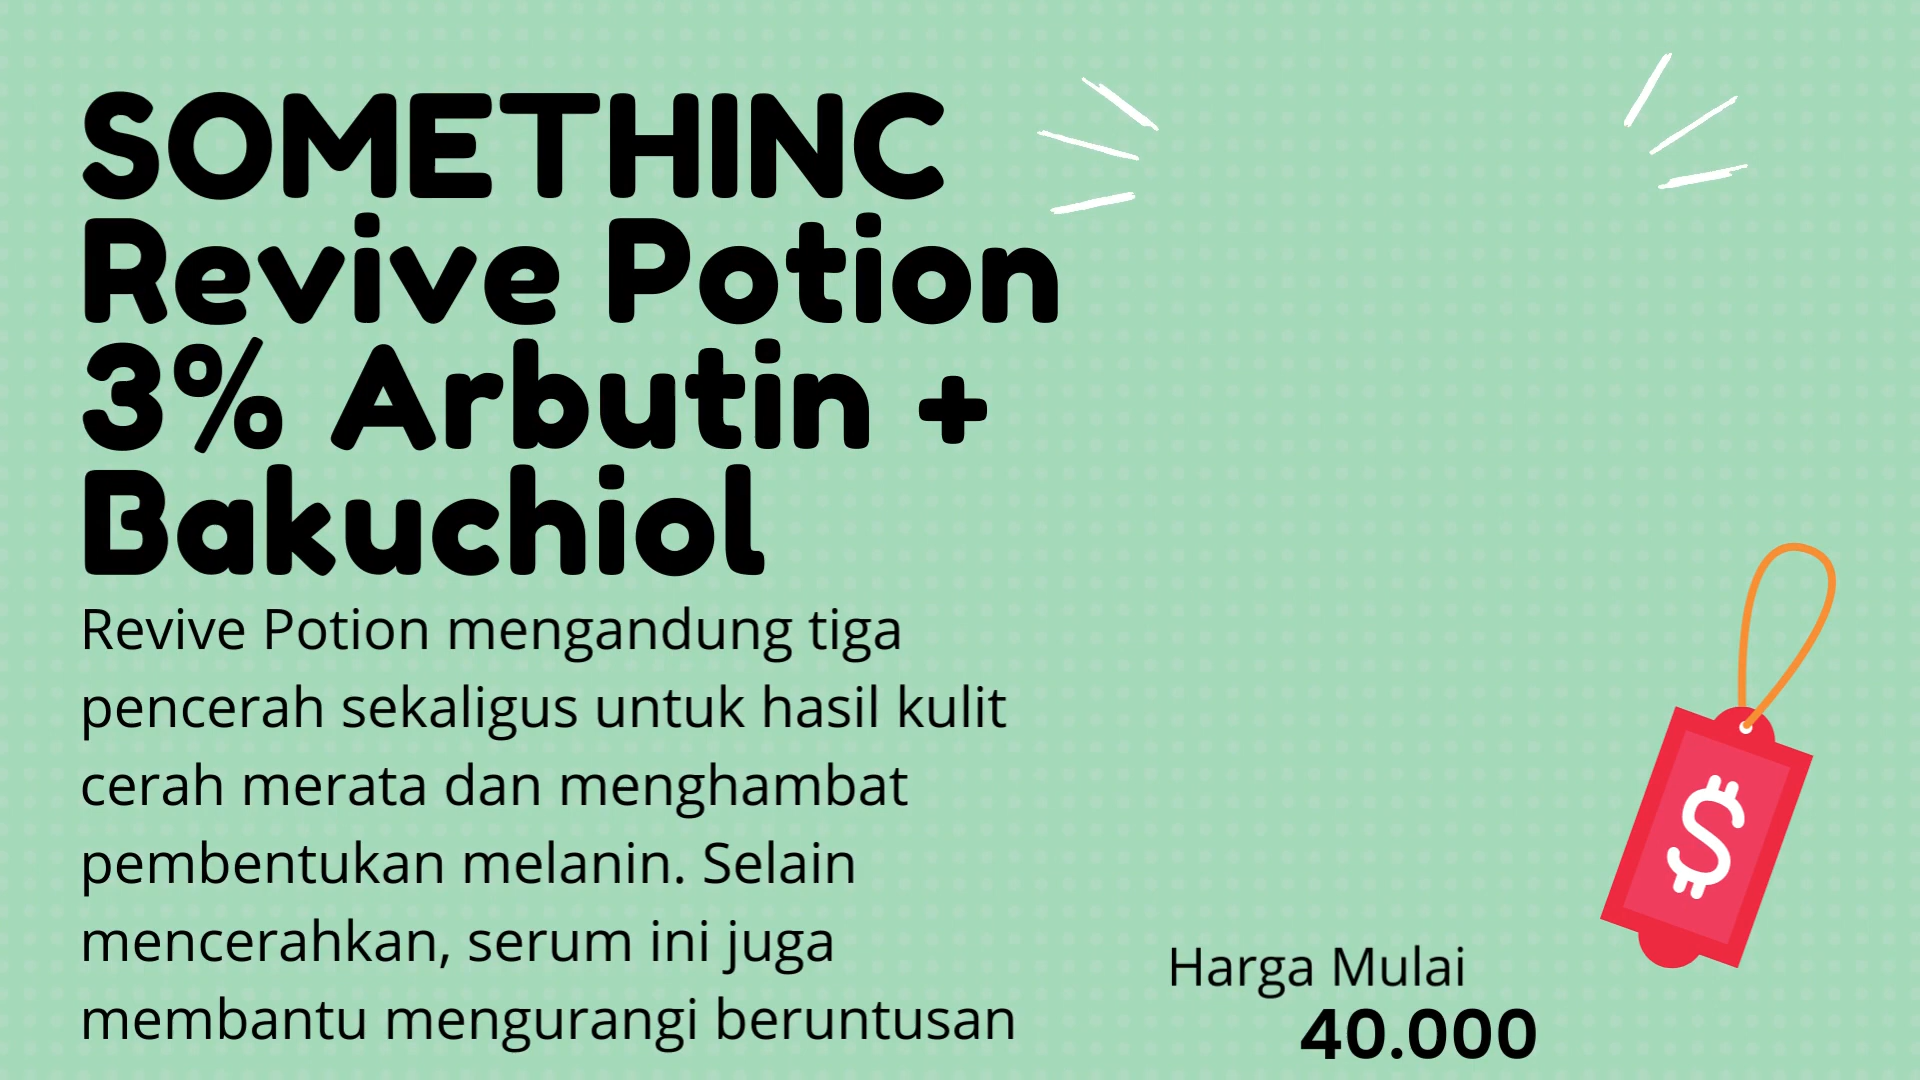 SOMETHINC
Revive Potion
3% Arbutin +
Bakuchiol
Revive Potion mengandung tiga
pencerah sekaligus untuk hasil kulit
cerah merata dan menghambat
pembentukan melanin. Selain
mencerahkan, serum ini juga
membantu mengurangi beruntusan
$
Harga Mulai
40.000